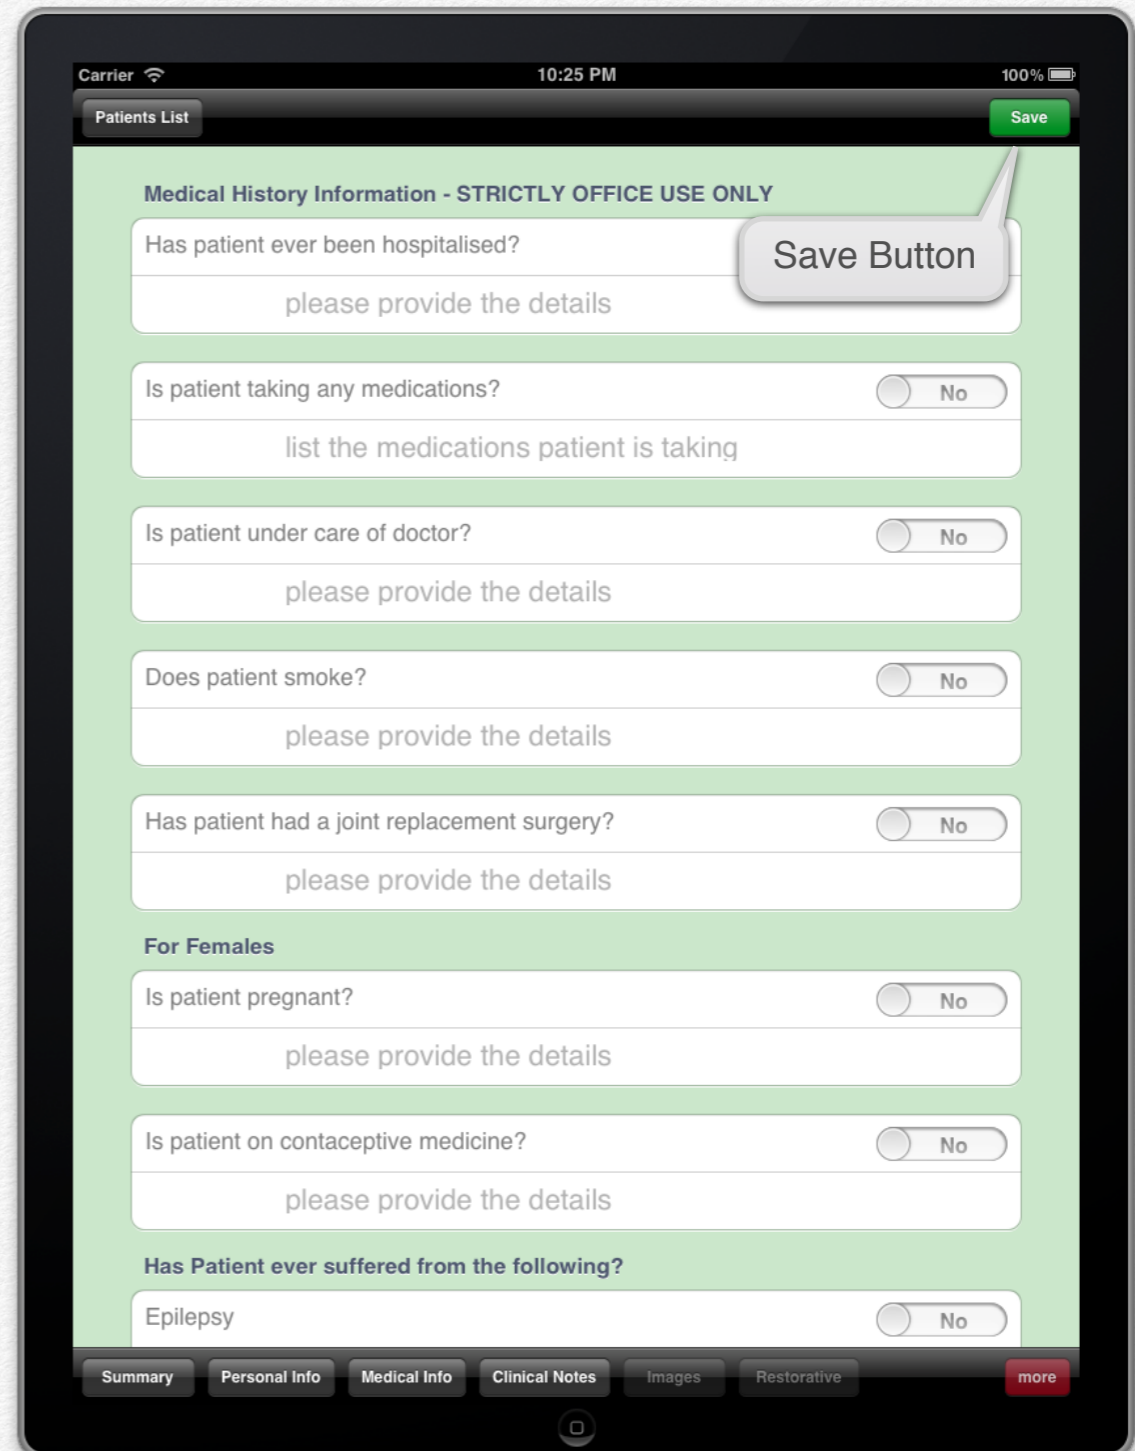 Carrier 10:25 PM 100%
Patients List Save
Medical History Information - STRICTLY OFFICE USE ONLY
Has patient ever been hospitalised?
Save Button
please provide the details
Is patient taking any medications? No
list the medications patient is taking
Is patient under care of doctor? No
please provide the details
Does patient smoke? No
please provide the details
Has patient had a joint replacement surgery? No
please provide the details
For Females
Is patient pregnant? No
please provide the details
Is patient on contaceptive medicine? No
please provide the details
Has Patient ever suffered from the following?
Epilepsy No
Summary Personal Info Medical Info Clinical Notes Images Restorative more